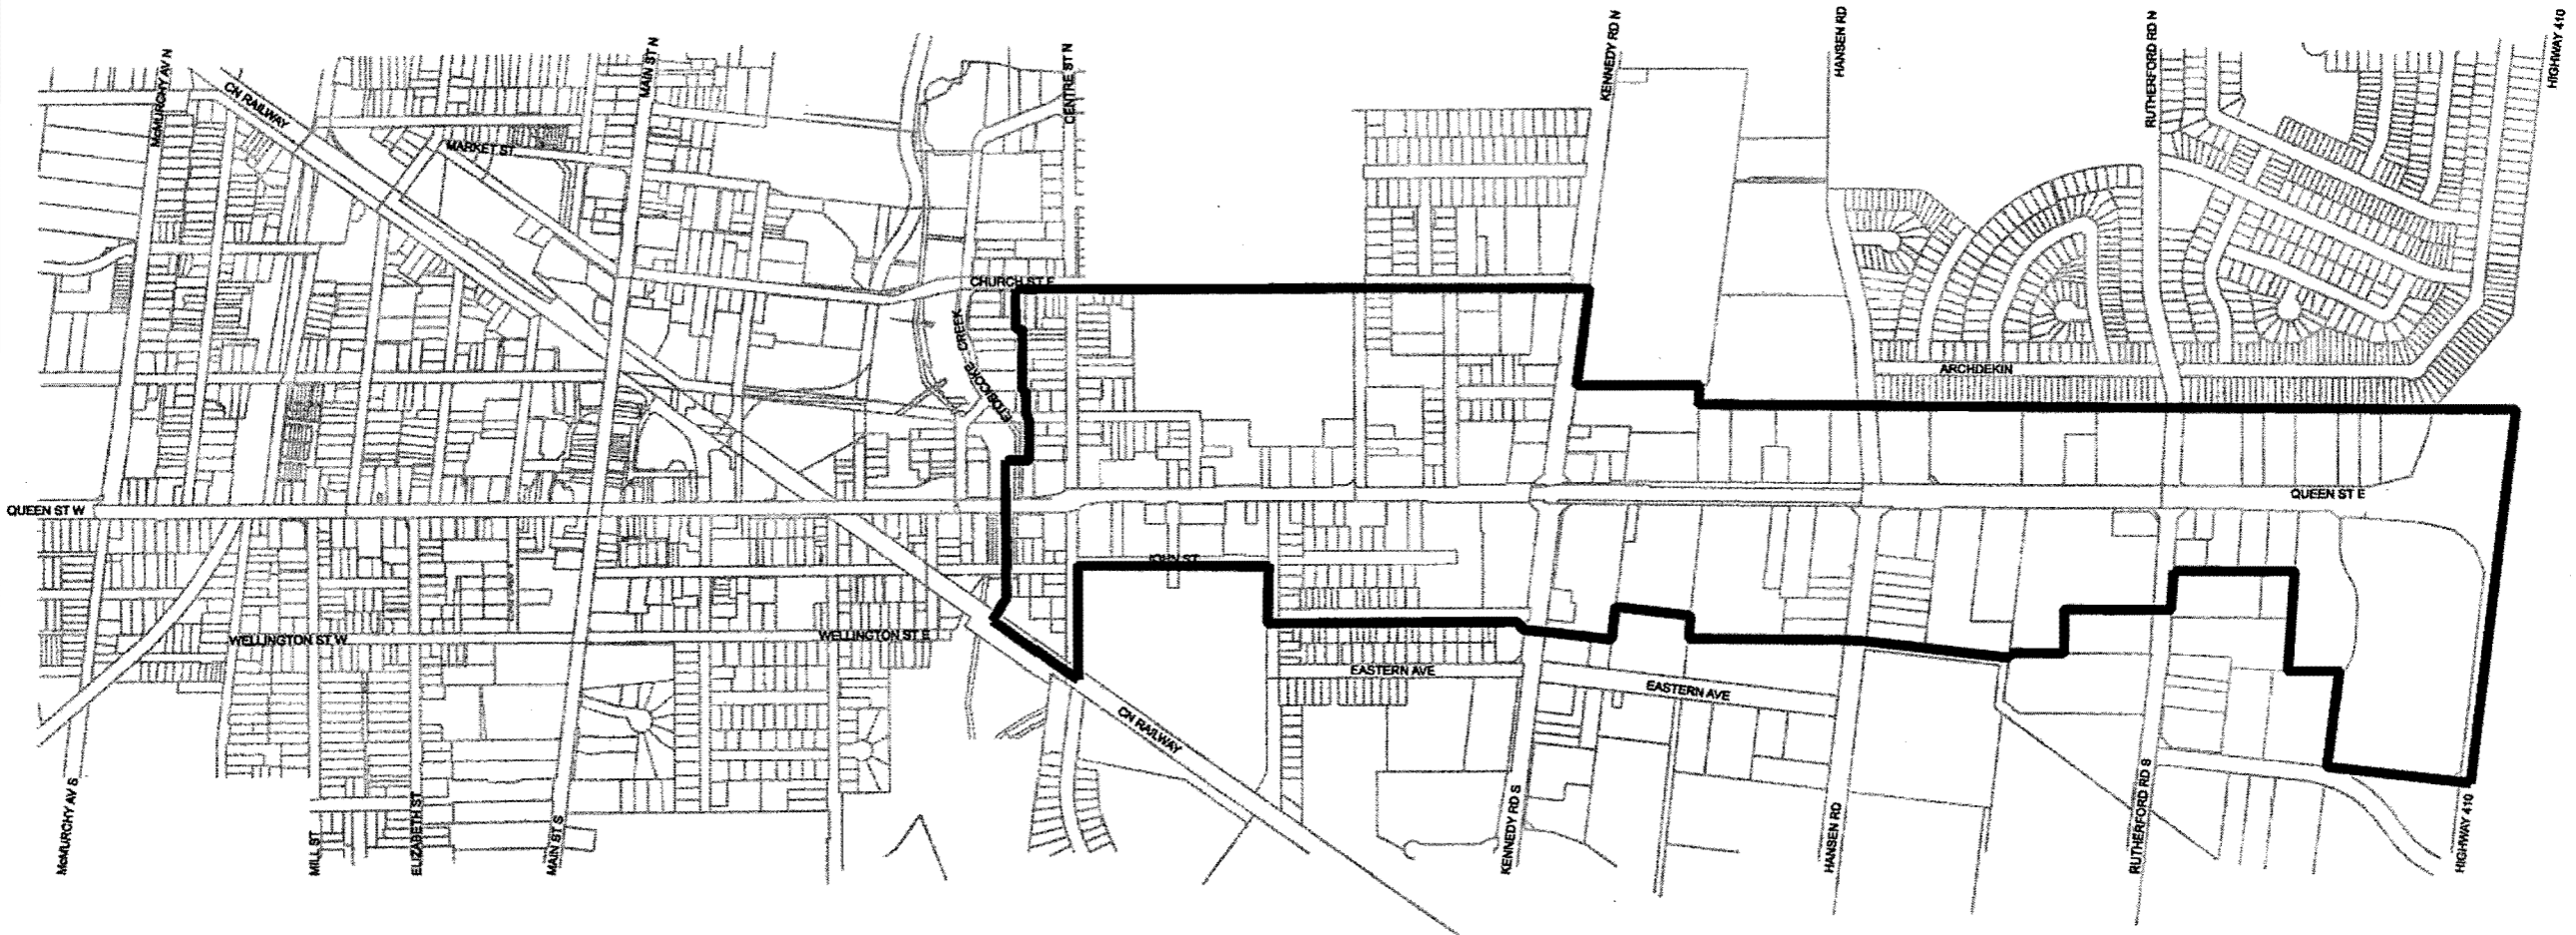 McMURCHY AV N
CN RAILWAY
MAIN ST N
CENTRE ST N
KENNEDY RD N
HANSEN RD
RUTHERFORD RD N
HIGHWAY 410
MARKET ST
CHURCH ST E
ETOBICOKE CREEK
ARCHDEKIN
QUEEN ST W
QUEEN ST E
JOHN ST
WELLINGTON ST W
WELLINGTON ST E
EASTERN AVE
EASTERN AVE
CN RAILWAY
McMURCHY AV S
MILL ST
ELIZABETH ST
MAIN ST S
KENNEDY RD S
HANSEN RD
RUTHERFORD RD S
HIGHWAY 410